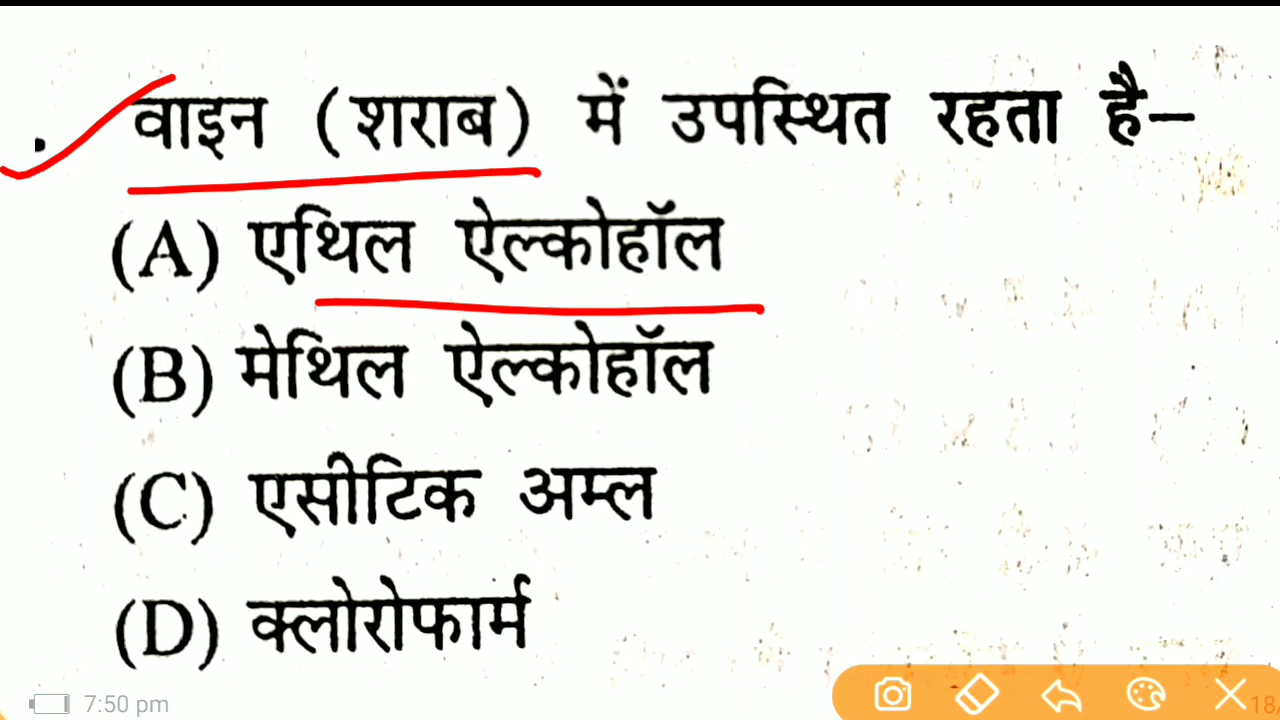 . वाइन (शराब) में उपस्थित रहता है–
(A) एथिल ऐल्कोहॉल
(B) मेथिल ऐल्कोहॉल
(C) एसीटिक अम्ल
(D) क्लोरोफार्म
7:50 pm
18/